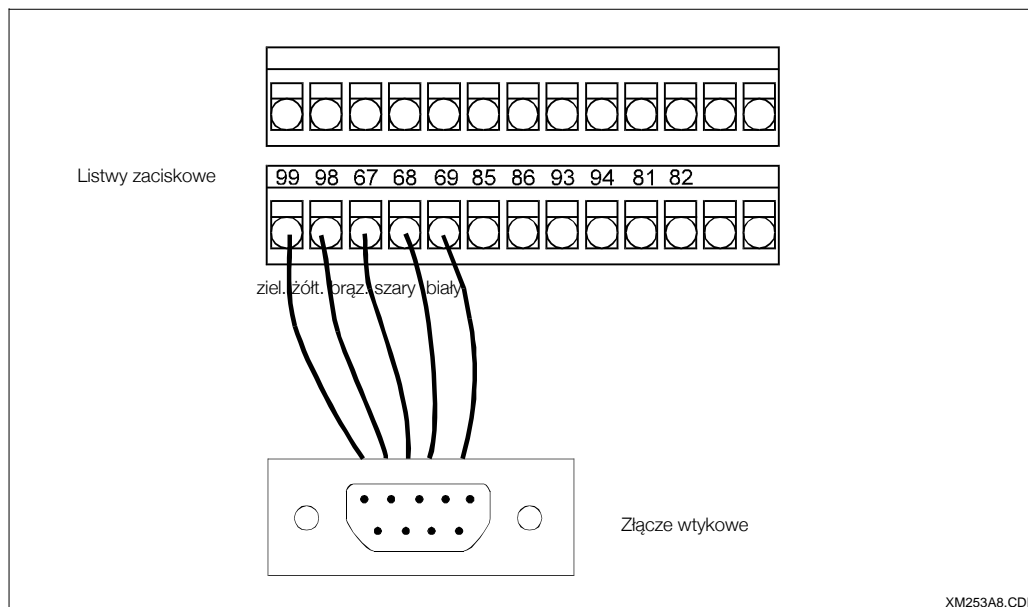 Listwy zaciskowe
99 98 67 68 69 85 86 93 94 81 82
ziel. żółt. brąz. szary biały
Złącze wtykowe
XM253A8.CD